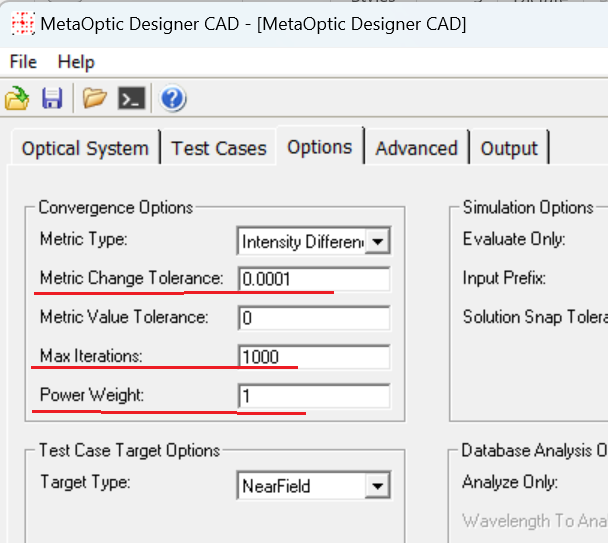 MetaOptic Designer CAD - [MetaOptic Designer CAD]
File Help
Optical System Test Cases Options Advanced Output
Convergence Options
Metric Type: Intensity Differen
Metric Change Tolerance: 0.0001
Metric Value Tolerance: 0
Max Iterations: 1000
Power Weight: 1
Test Case Target Options
Target Type: NearField
Simulation Options
Evaluate Only:
Input Prefix:
Solution Snap Tolera
Database Analysis O
Analyze Only:
Wavelength To Ana